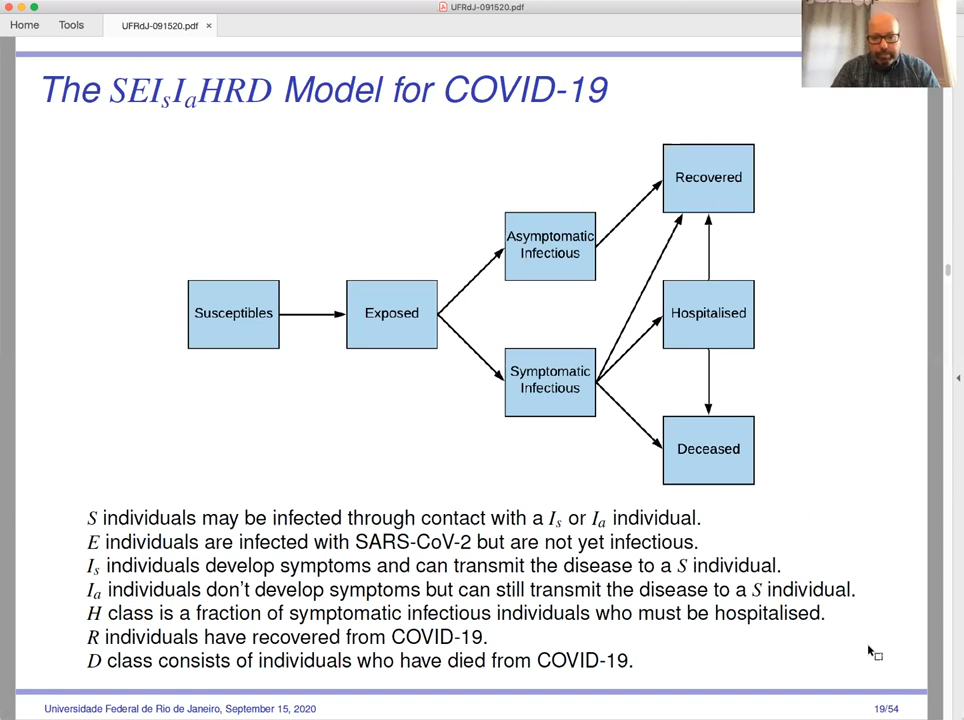 UFRdJ-091520.pdf
Home Tools UFRdJ-091520.pdf ×
The SEIsIaHRD Model for COVID-19
Recovered
Asymptomatic
Infectious
Susceptibles
Exposed
Hospitalised
Symptomatic
Infectious
Deceased
S individuals may be infected through contact with a Is or Ia individual.
E individuals are infected with SARS-CoV-2 but are not yet infectious.
Is individuals develop symptoms and can transmit the disease to a S individual.
Ia individuals don't develop symptoms but can still transmit the disease to a S individual.
H class is a fraction of symptomatic infectious individuals who must be hospitalised.
R individuals have recovered from COVID-19.
D class consists of individuals who have died from COVID-19.
Universidade Federal de Rio de Janeiro, September 15, 2020
19/54